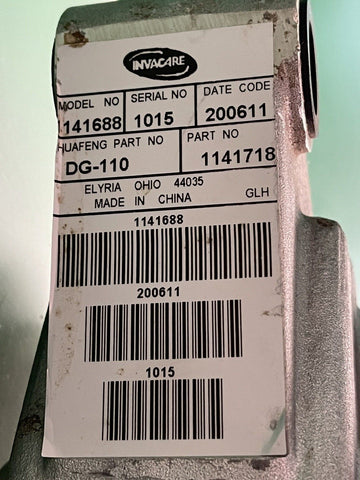 INVACARE
MODEL NO SERIAL NO DATE CODE
1141688 1015 200611
HUAFENG PART NO PART NO
DG-110 1141718
ELYRIA OHIO 44035
MADE IN CHINA GLH
1141688
200611
1015